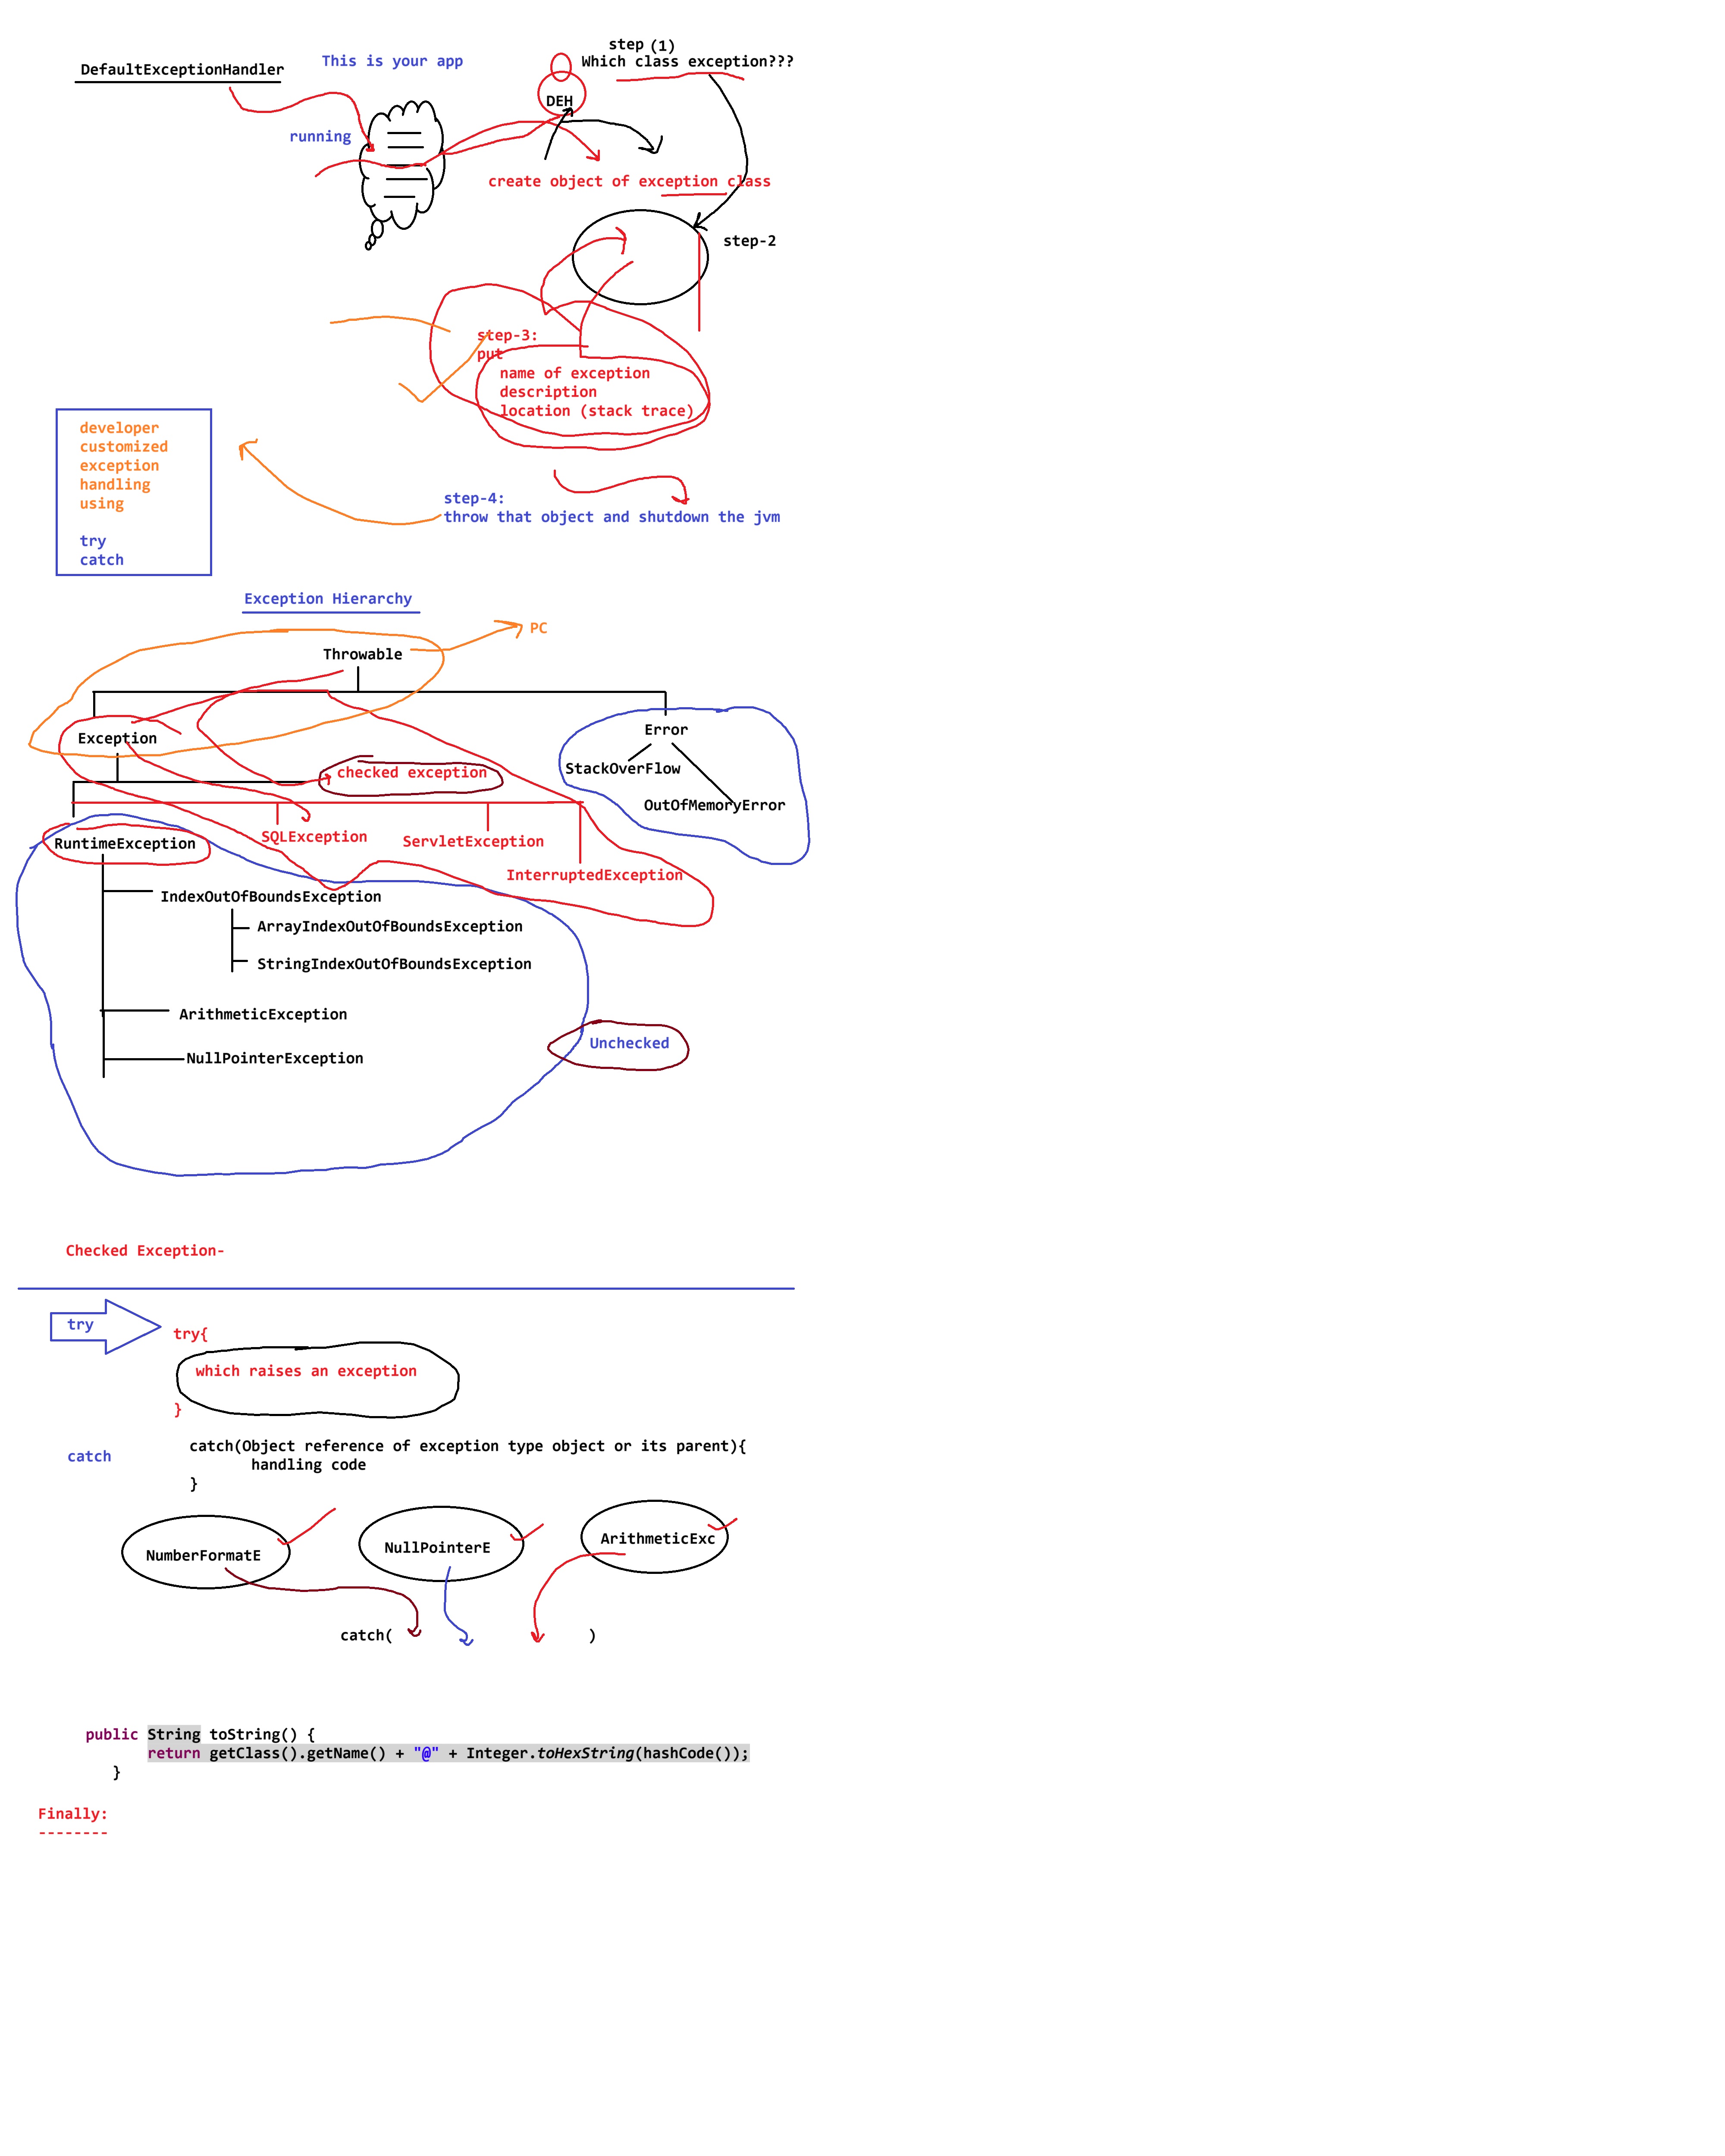 DefaultExceptionHandler
This is your app
step (1)
Which class exception???
DEH
running
create object of exception class
step-2
step-3:
put
name of exception
description
location (stack trace)
developer
customized
exception
handling
using
try
catch
step-4:
throw that object and shutdown the jvm
Exception Hierarchy
PC
Throwable
Exception
Error
StackOverFlow
checked exception
OutOfMemoryError
SQLException
ServletException
RuntimeException
InterruptedException
IndexOutOfBoundsException
ArrayIndexOutOfBoundsException
StringIndexOutOfBoundsException
ArithmeticException
Unchecked
NullPointerException
Checked Exception-
try
try{
which raises an exception
}
catch
catch(Object reference of exception type object or its parent){
handling code
}
NumberFormatE
NullPointerE
ArithmeticExc
catch( )
public String toString() {
return getClass().getName() + "@" + Integer.toHexString(hashCode());
}
Finally:
--------